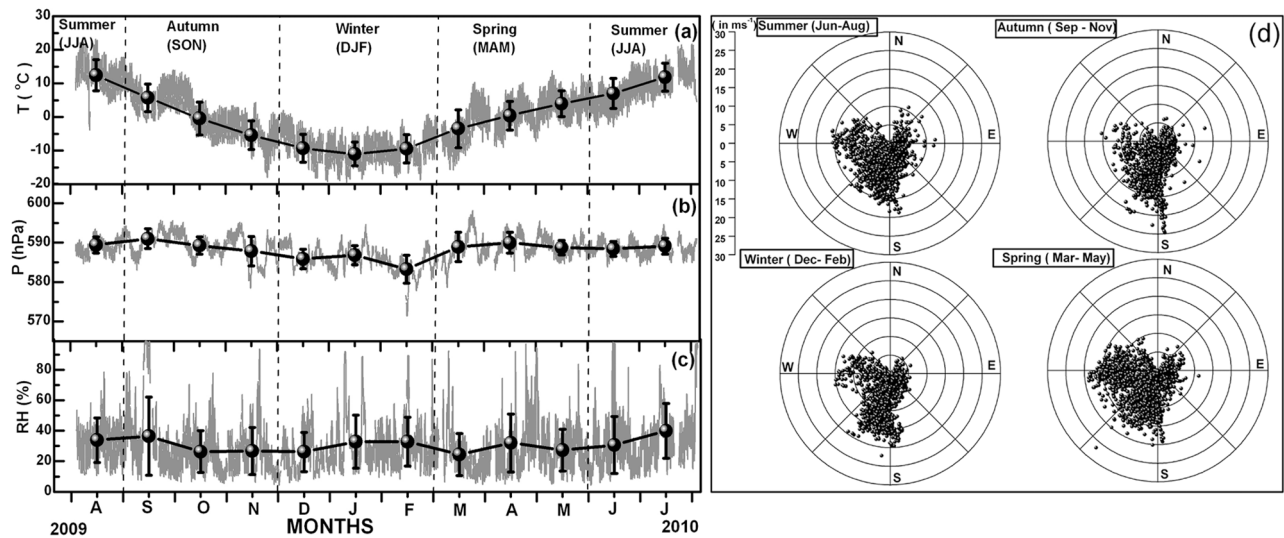 Summer
(JJA)
Autumn
(SON)
Winter
(DJF)
Spring
(MAM)
Summer
(JJA)
(a)
T (°C)
30
20
10
0
-10
-20
(b)
P (hPa)
600
590
580
570
(c)
RH (%)
80
60
40
20
0
A S O N D J F M A M J J
2009 MONTHS 2010
(d)
( in ms-1)
30
25
20
15
10
5
0
5
10
15
20
25
30
Summer (Jun-Aug)
N
W E
S
Autumn ( Sep - Nov)
N
W E
S
Winter ( Dec- Feb)
N
W E
S
Spring ( Mar- May)
N
W E
S